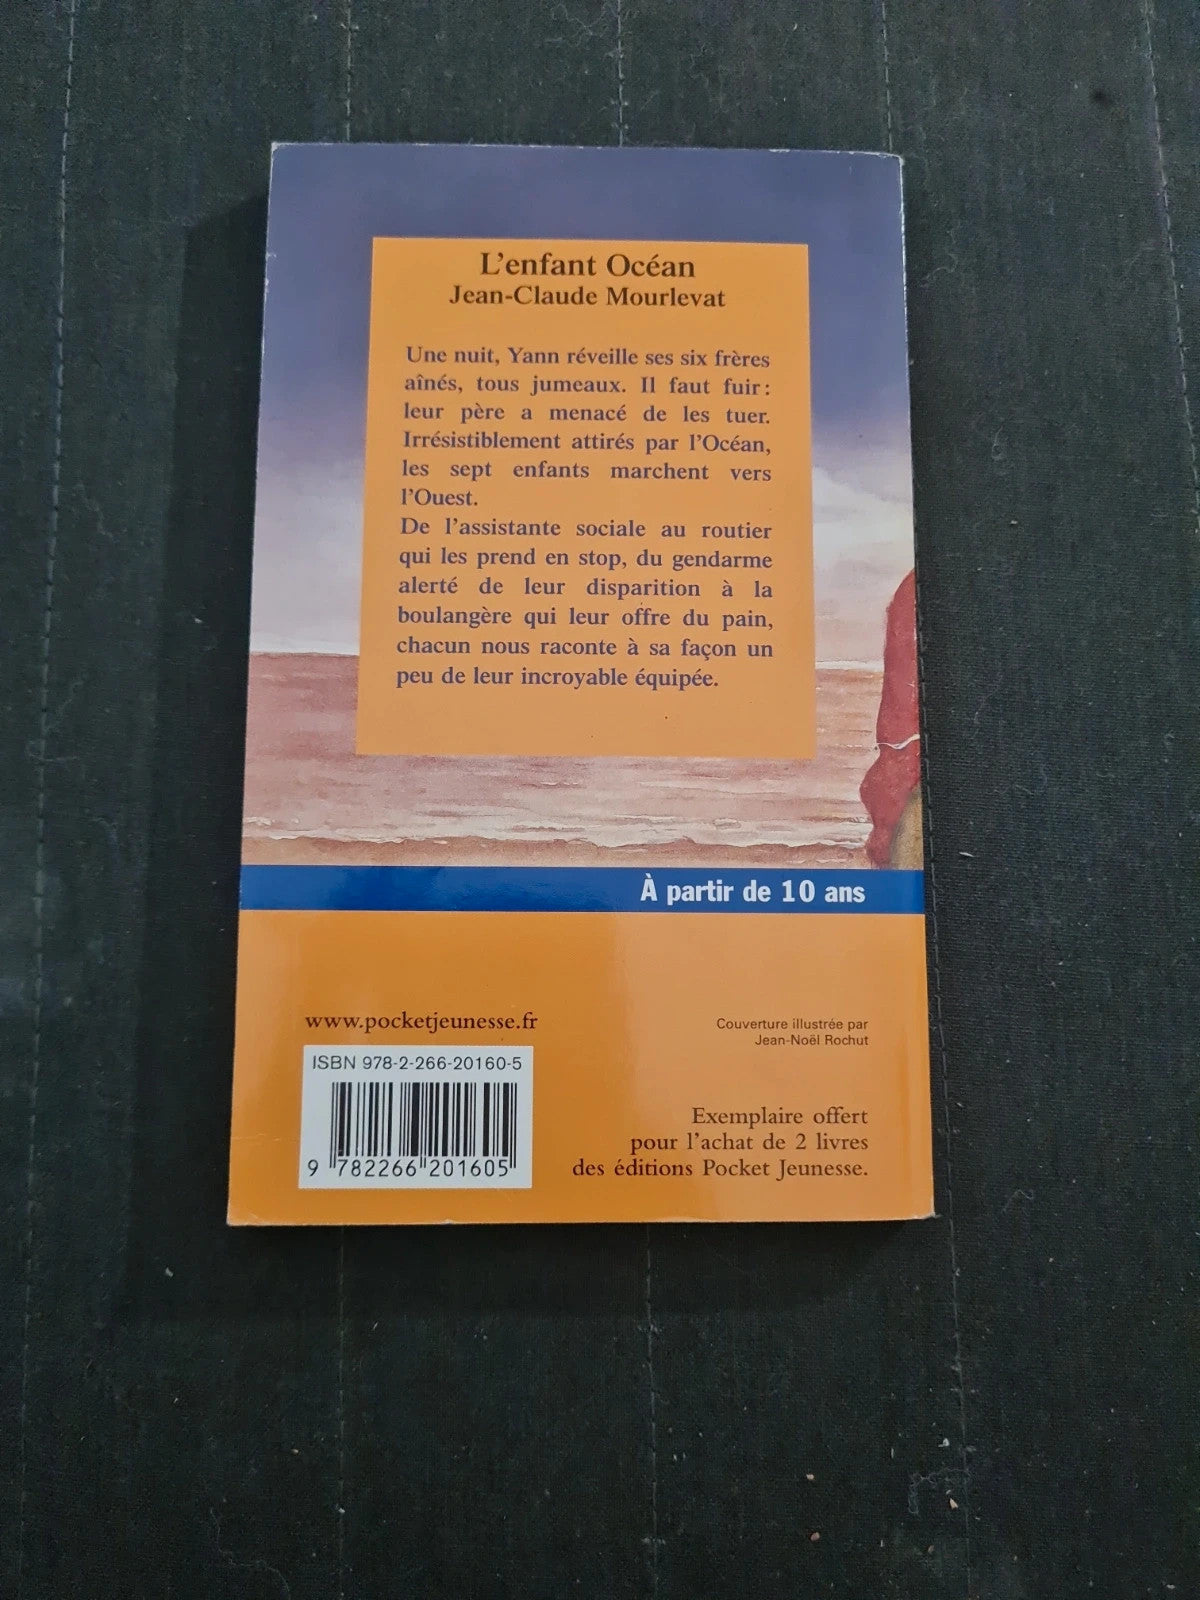 L'enfant Océan
Jean-Claude Mourlevat
Une nuit, Yann réveille ses six frères
aînés, tous jumeaux. Il faut fuir :
leur père a menacé de les tuer.
Irrésistiblement attirés par l'Océan,
les sept enfants marchent vers
l'Ouest.
De l'assistante sociale au routier
qui les prend en stop, du gendarme
alerté de leur disparition à la
boulangère qui leur offre du pain,
chacun nous raconte à sa façon un
peu de leur incroyable équipée.
À partir de 10 ans
www.pocketjeunesse.fr
Couverture illustrée par
Jean-Noël Rochut
ISBN 978-2-266-20160-5
9 782266 201605
Exemplaire offert
pour l'achat de 2 livres
des éditions Pocket Jeunesse.